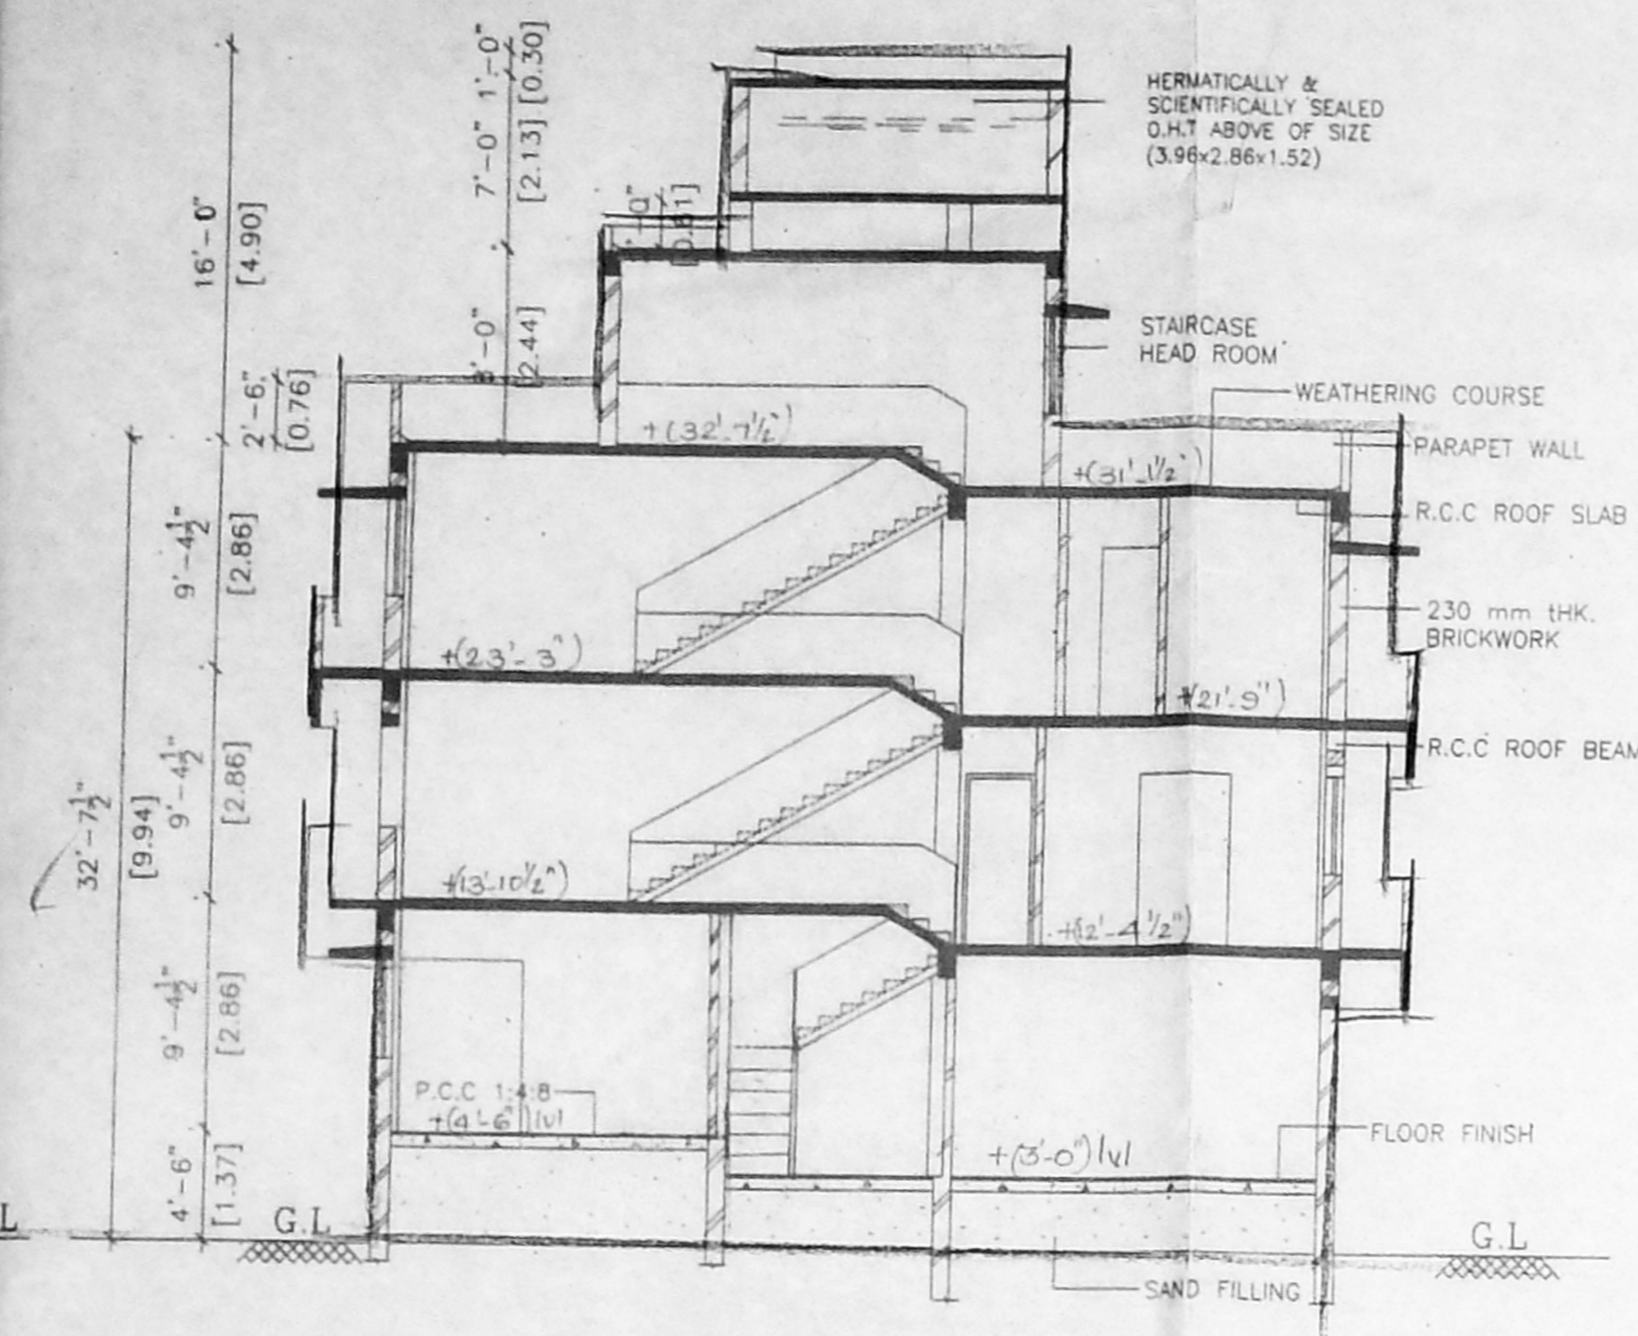 1'-0"
[0.30]
7'-0"
[2.13]
HERMATICALLY &
SCIENTIFICALLY SEALED
O.H.T ABOVE OF SIZE
(3.96x2.86x1.52)
16'-0"
[4.90]
STAIRCASE
HEAD ROOM
2'-6"
[0.76]
WEATHERING COURSE
+(32'-7½")
PARAPET WALL
+(31'-1½")
R.C.C ROOF SLAB
9'-4½"
[2.86]
230 mm tHK.
BRICKWORK
+(23'-3")
+(21'-9")
R.C.C ROOF BEAM
9'-4½"
[2.86]
32'-7½"
[9.94]
+(13'-10½")
+(12'-4½")
9'-4½"
[2.86]
P.C.C 1:4:8
+(4'-6") lvl
FLOOR FINISH
+(3'-0") lvl
4'-6"
[1.37]
G.L
G.L
SAND FILLING